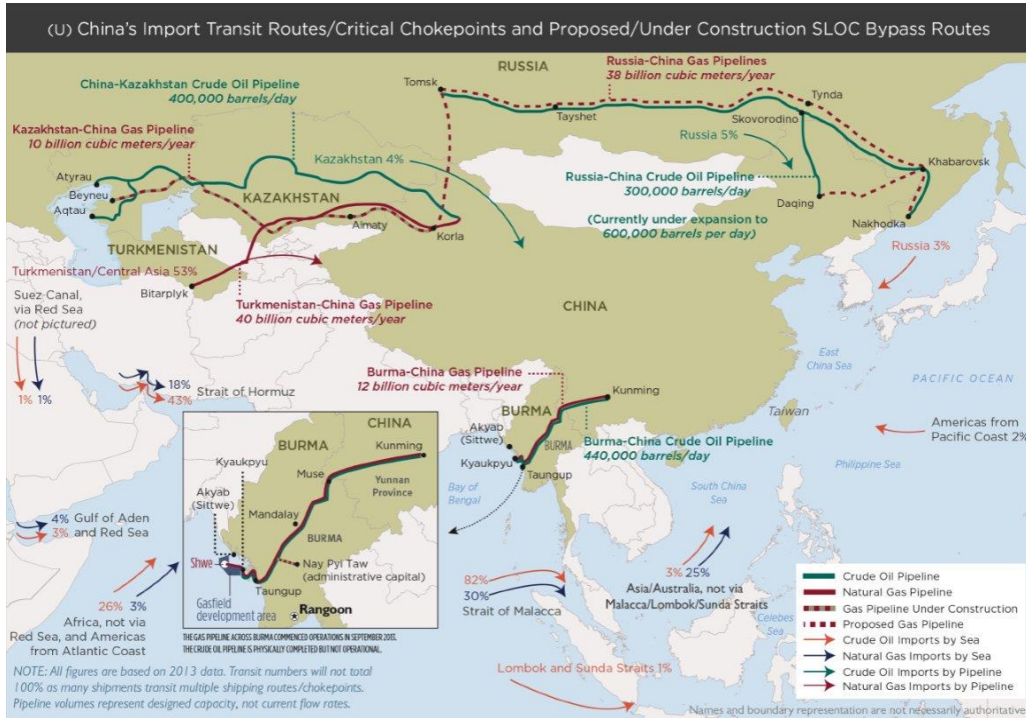 (U) China's Import Transit Routes/Critical Chokepoints and Proposed/Under Construction SLOC Bypass Routes
RUSSIA
China-Kazakhstan Crude Oil Pipeline
400,000 barrels/day
Tomsk
Russia-China Gas Pipelines
38 billion cubic meters/year
Tynda
Tayshet
Skovorodino
Kazakhstan-China Gas Pipeline
10 billion cubic meters/year
Kazakhstan 4%
Russia 5%
Khabarovsk
Atyrau
Beyneu
Aqtau
KAZAKHSTAN
Almaty
Korla
Russia-China Crude Oil Pipeline
300,000 barrels/day
(Currently under expansion to
600,000 barrels per day)
Daqing
Nakhodka
TURKMENISTAN
Russia 3%
Turkmenistan/Central Asia 53%
Bitarplyk
Turkmenistan-China Gas Pipeline
40 billion cubic meters/year
CHINA
Suez Canal,
via Red Sea
(not pictured)
1%
1%
18%
43%
Strait of Hormuz
East
China Sea
PACIFIC OCEAN
Burma-China Gas Pipeline
12 billion cubic meters/year
Kunming
BURMA
BURMA
Akyab
(Sittwe)
Kyaukpyu
Taungup
Burma-China Crude Oil Pipeline
440,000 barrels/day
Taiwan
Americas from
Pacific Coast 2%
Philippine Sea
Bay of
Bengal
South China
Sea
CHINA
BURMA
Kunming
Kyaukpyu
Muse
Yunnan
Province
Akyab
(Sittwe)
Mandalay
BURMA
Shwe
Nay Pyi Taw
(administrative capital)
Taungup
Gasfield
development area
Rangoon
THE GAS PIPELINE ACROSS BURMA COMMENCED OPERATIONS IN SEPTEMBER 2013.
THE CRUDE OIL PIPELINE IS PHYSICALLY COMPLETED BUT NOT OPERATIONAL.
4%
3%
Gulf of Aden
and Red Sea
26%
3%
Africa, not via
Red Sea, and Americas
from Atlantic Coast
82%
30%
Strait of Malacca
3%
25%
Asia/Australia, not via
Malacca/Lombok/Sunda Straits
Celebes
Sea
Lombok and Sunda Straits 1%
Crude Oil Pipeline
Natural Gas Pipeline
Gas Pipeline Under Construction
Proposed Gas Pipeline
Crude Oil Imports by Sea
Natural Gas Imports by Sea
Crude Oil Imports by Pipeline
Natural Gas Imports by Pipeline
NOTE: All figures are based on 2013 data. Transit numbers will not total
100% as many shipments transit multiple shipping routes/chokepoints.
Pipeline volumes represent designed capacity, not current flow rates.
Names and boundary representation are not necessarily authoritative